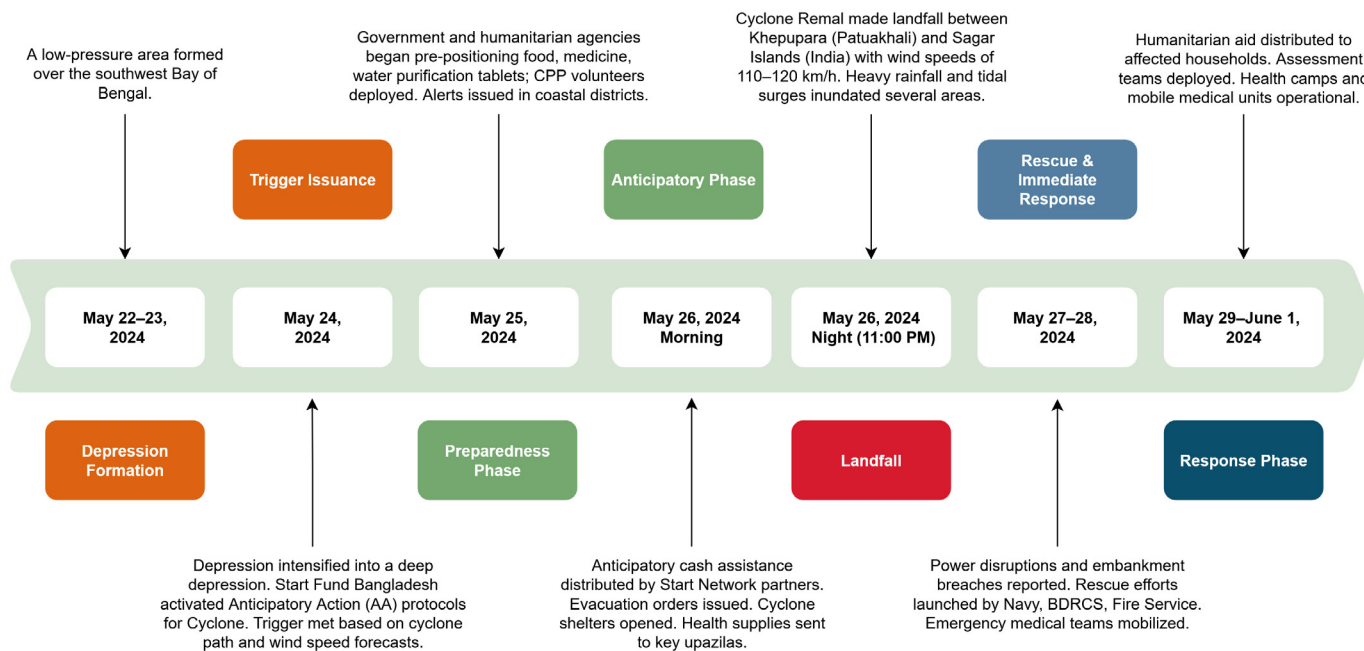 A low-pressure area formed
over the southwest Bay of
Bengal.
Government and humanitarian agencies
began pre-positioning food, medicine,
water purification tablets; CPP volunteers
deployed. Alerts issued in coastal districts.
Cyclone Remal made landfall between
Khepupara (Patuakhali) and Sagar
Islands (India) with wind speeds of
110–120 km/h. Heavy rainfall and tidal
surges inundated several areas.
Humanitarian aid distributed to
affected households. Assessment
teams deployed. Health camps and
mobile medical units operational.
Trigger Issuance
Anticipatory Phase
Rescue &
Immediate
Response
May 22–23,
2024
May 24,
2024
May 25,
2024
May 26, 2024
Morning
May 26, 2024
Night (11:00 PM)
May 27–28,
2024
May 29–June 1,
2024
Depression
Formation
Preparedness
Phase
Landfall
Response Phase
Depression intensified into a deep
depression. Start Fund Bangladesh
activated Anticipatory Action (AA) protocols
for Cyclone. Trigger met based on cyclone
path and wind speed forecasts.
Anticipatory cash assistance
distributed by Start Network partners.
Evacuation orders issued. Cyclone
shelters opened. Health supplies sent
to key upazilas.
Power disruptions and embankment
breaches reported. Rescue efforts
launched by Navy, BDRCS, Fire Service.
Emergency medical teams mobilized.